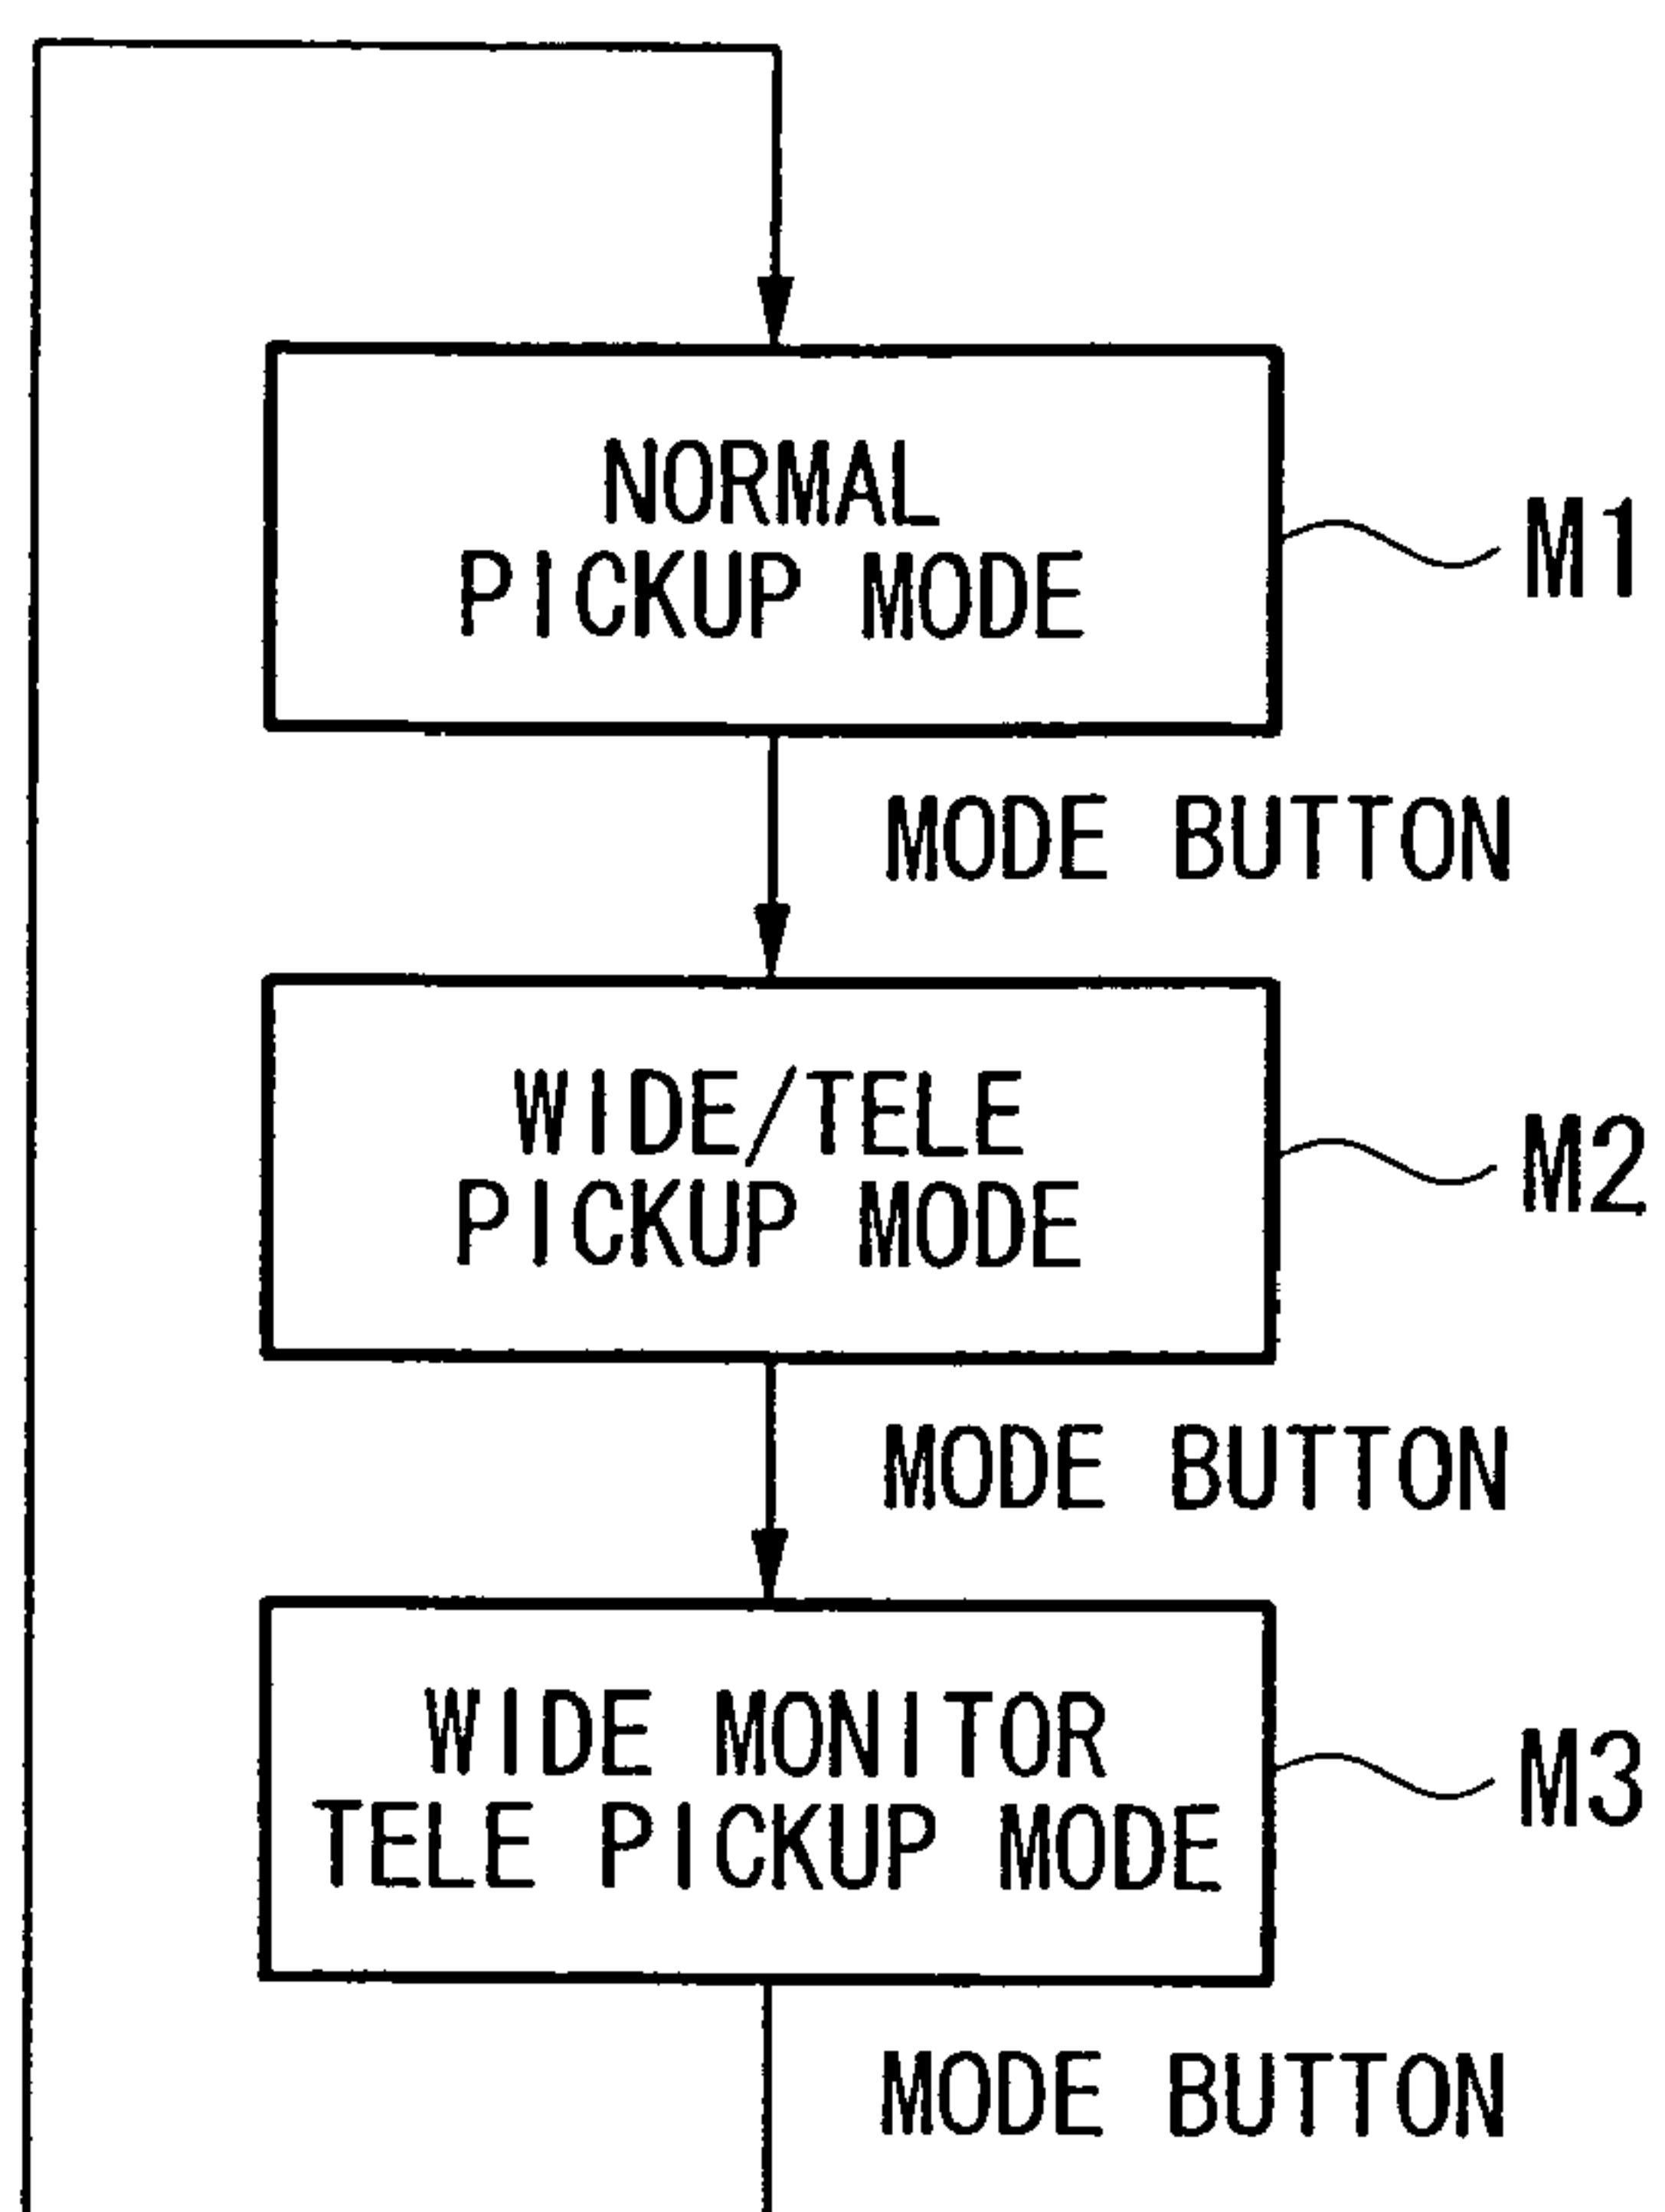 NORMAL
PICKUP MODE
M1
MODE BUTTON
WIDE/TELE
PICKUP MODE
M2
MODE BUTTON
WIDE MONITOR
TELE PICKUP MODE
M3
MODE BUTTON